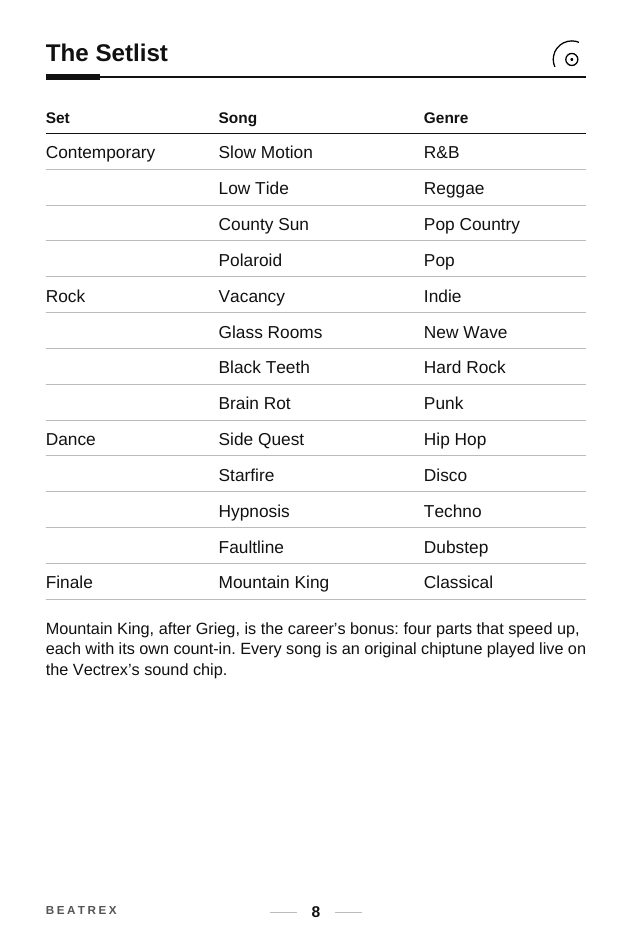 The Setlist
Set Song Genre
Contemporary Slow Motion R&B
Low Tide Reggae
County Sun Pop Country
Polaroid Pop
Rock Vacancy Indie
Glass Rooms New Wave
Black Teeth Hard Rock
Brain Rot Punk
Dance Side Quest Hip Hop
Starfire Disco
Hypnosis Techno
Faultline Dubstep
Finale Mountain King Classical
Mountain King, after Grieg, is the career’s bonus: four parts that speed up,
each with its own count-in. Every song is an original chiptune played live on
the Vectrex’s sound chip.
BEATREX 8